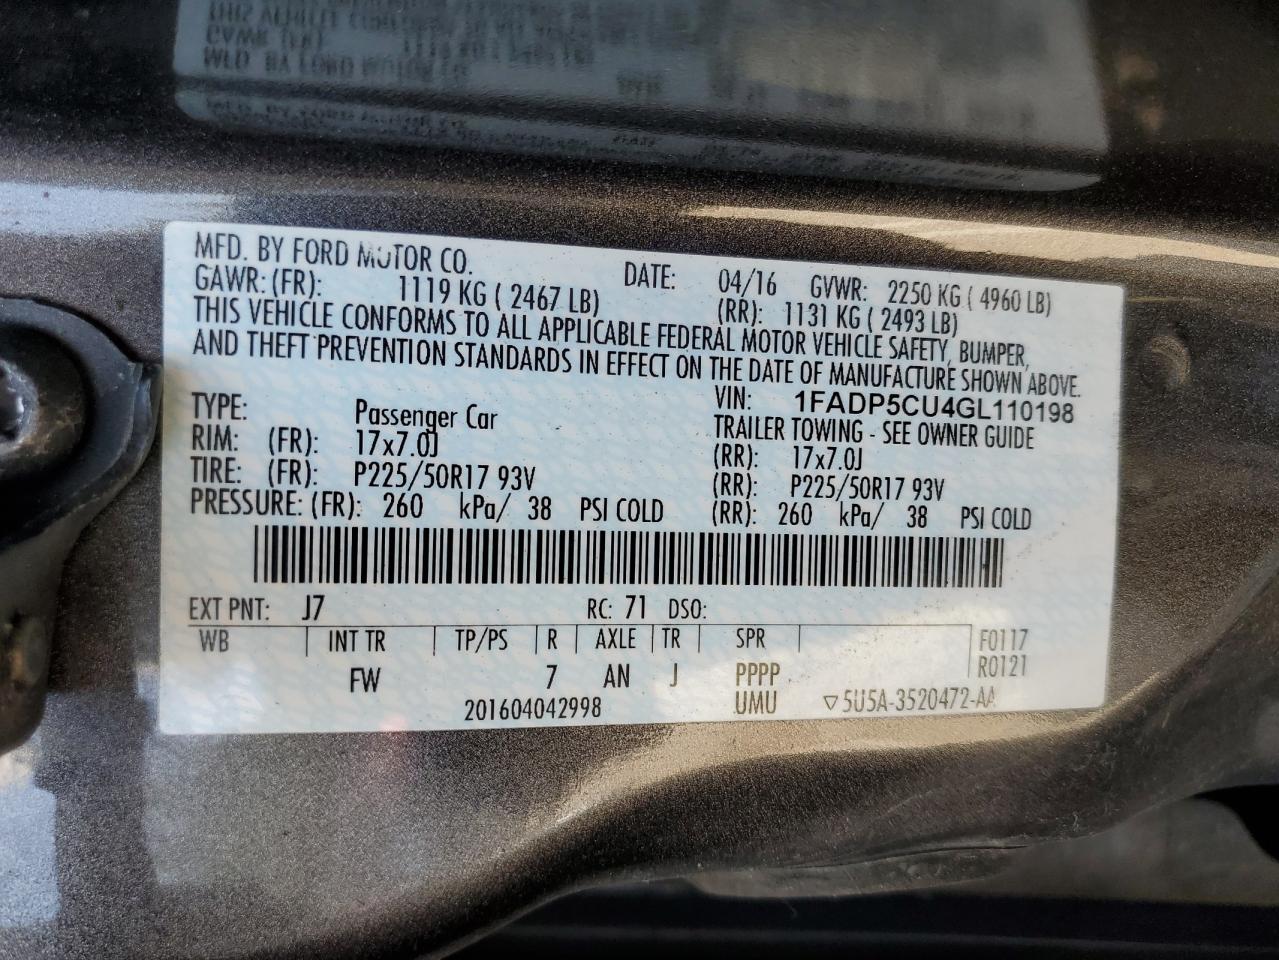 MFD. BY FORD MOTOR CO. DATE: 04/16 GVWR: 2250 KG ( 4960 LB)
GAWR: (FR): 1119 KG ( 2467 LB) (RR): 1131 KG ( 2493 LB)
THIS VEHICLE CONFORMS TO ALL APPLICABLE FEDERAL MOTOR VEHICLE SAFETY, BUMPER,
AND THEFT PREVENTION STANDARDS IN EFFECT ON THE DATE OF MANUFACTURE SHOWN ABOVE.
VIN: 1FADP5CU4GL110198
TYPE: Passenger Car TRAILER TOWING - SEE OWNER GUIDE
RIM: (FR): 17x7.0J (RR): 17x7.0J
TIRE: (FR): P225/50R17 93V (RR): P225/50R17 93V
PRESSURE: (FR): 260 kPa/ 38 PSI COLD (RR): 260 kPa/ 38 PSI COLD
EXT PNT: J7 RC: 71 DSO:
WB INT TR TP/PS R AXLE TR SPR F0117
FW 7 AN J PPPP R0121
201604042998 UMU ▽5U5A-3520472-AA